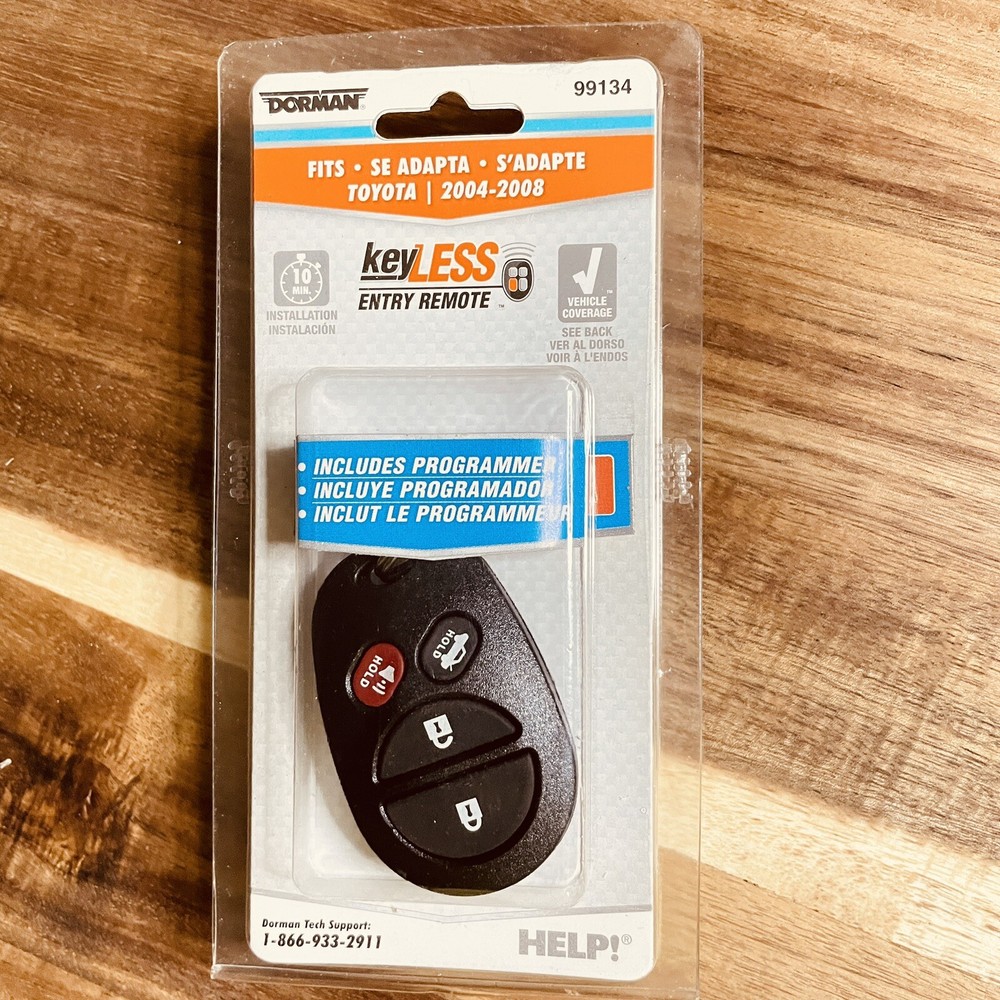 DORMAN®
99134
FITS • SE ADAPTA • S'ADAPTE
TOYOTA | 2004-2008
10
MIN.
INSTALLATION
INSTALACIÓN
keyLESS
ENTRY REMOTE ™
VEHICLE ™
COVERAGE
SEE BACK
VER AL DORSO
VOIR À L'ENDOS
• INCLUDES PROGRAMMER
• INCLUYE PROGRAMADOR
• INCLUT LE PROGRAMMEUR
HOLD
HOLD
Dorman Tech Support:
1-866-933-2911
HELP!®